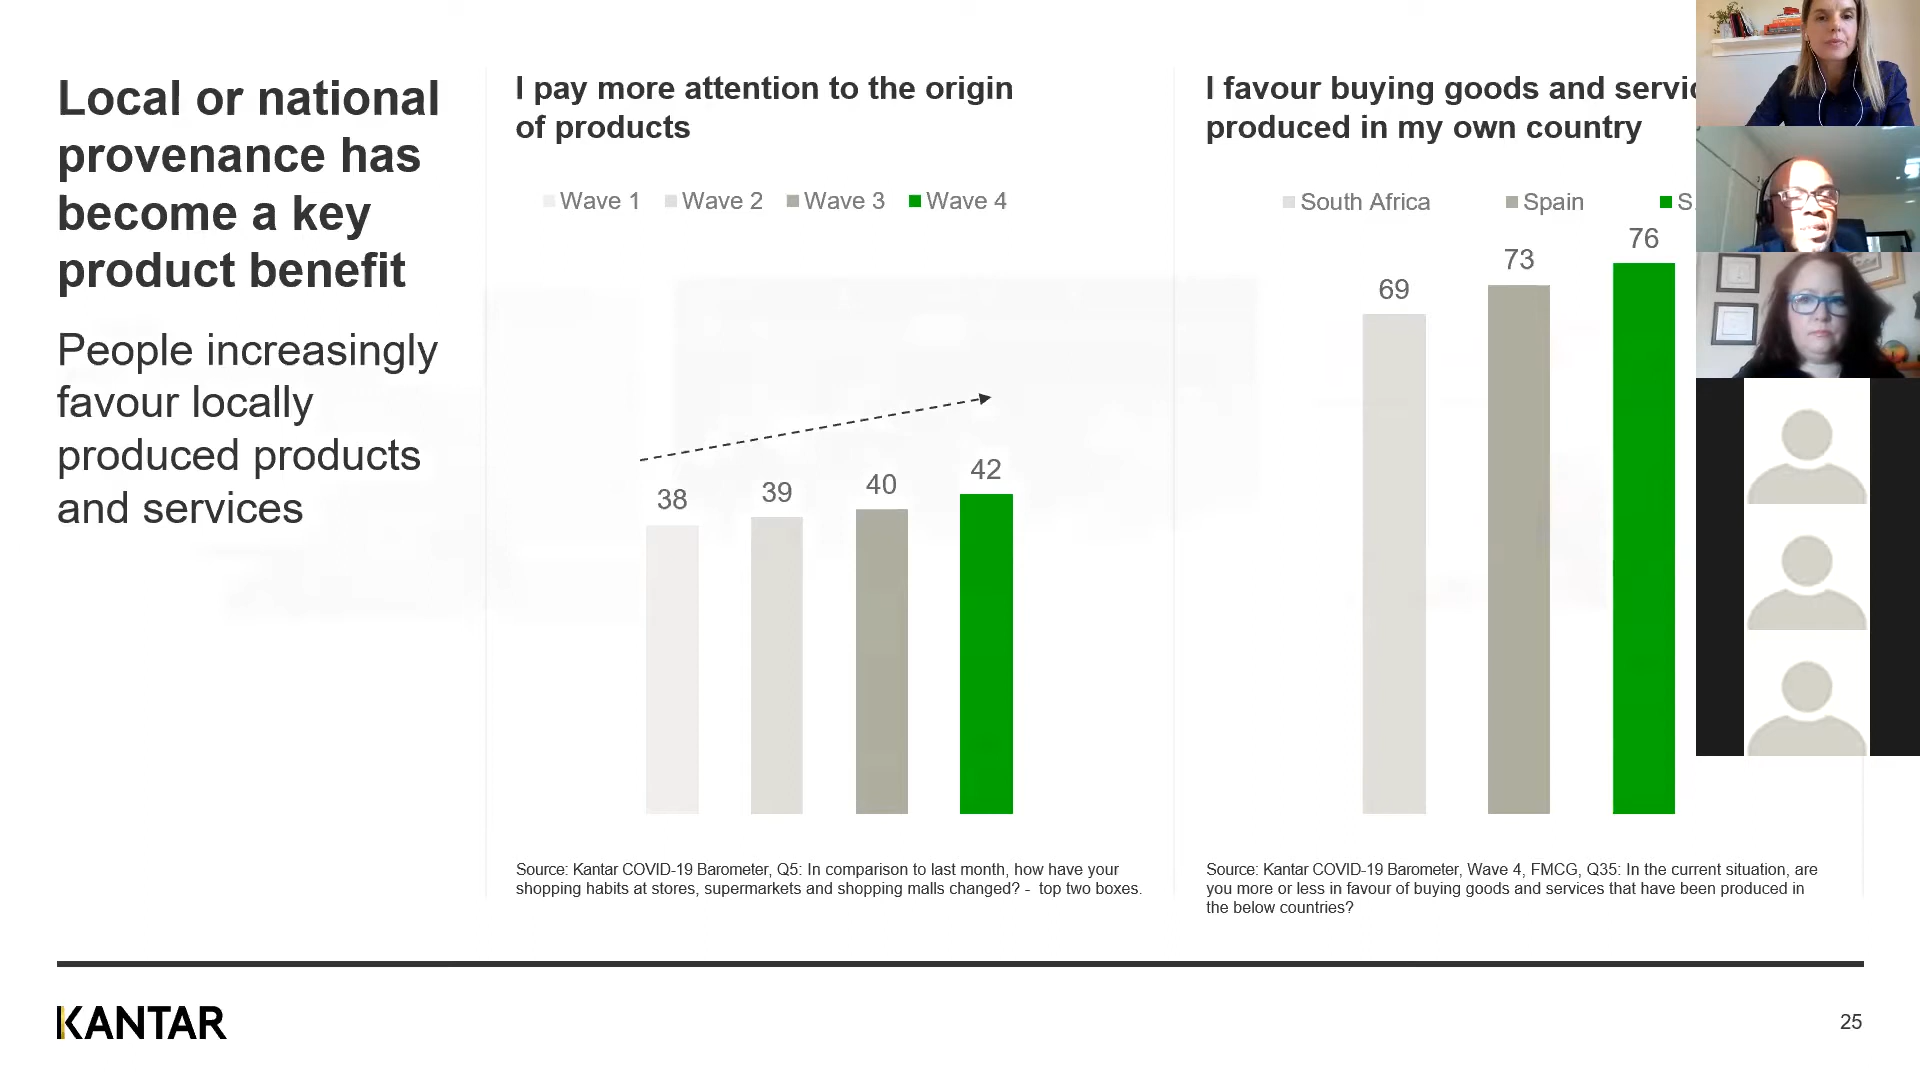 Local or national
provenance has
become a key
product benefit
People increasingly
favour locally
produced products
and services
I pay more attention to the origin
of products
Wave 1 Wave 2 Wave 3 Wave 4
38 39 40 42
Source: Kantar COVID-19 Barometer, Q5: In comparison to last month, how have your
shopping habits at stores, supermarkets and shopping malls changed? - top two boxes.
I favour buying goods and
produced in my own country
South Africa Spain
69 73 76
Source: Kantar COVID-19 Barometer, Wave 4, FMCG, Q35: In the current situation, are
you more or less in favour of buying goods and services that have been produced in
the below countries?
KANTAR
25